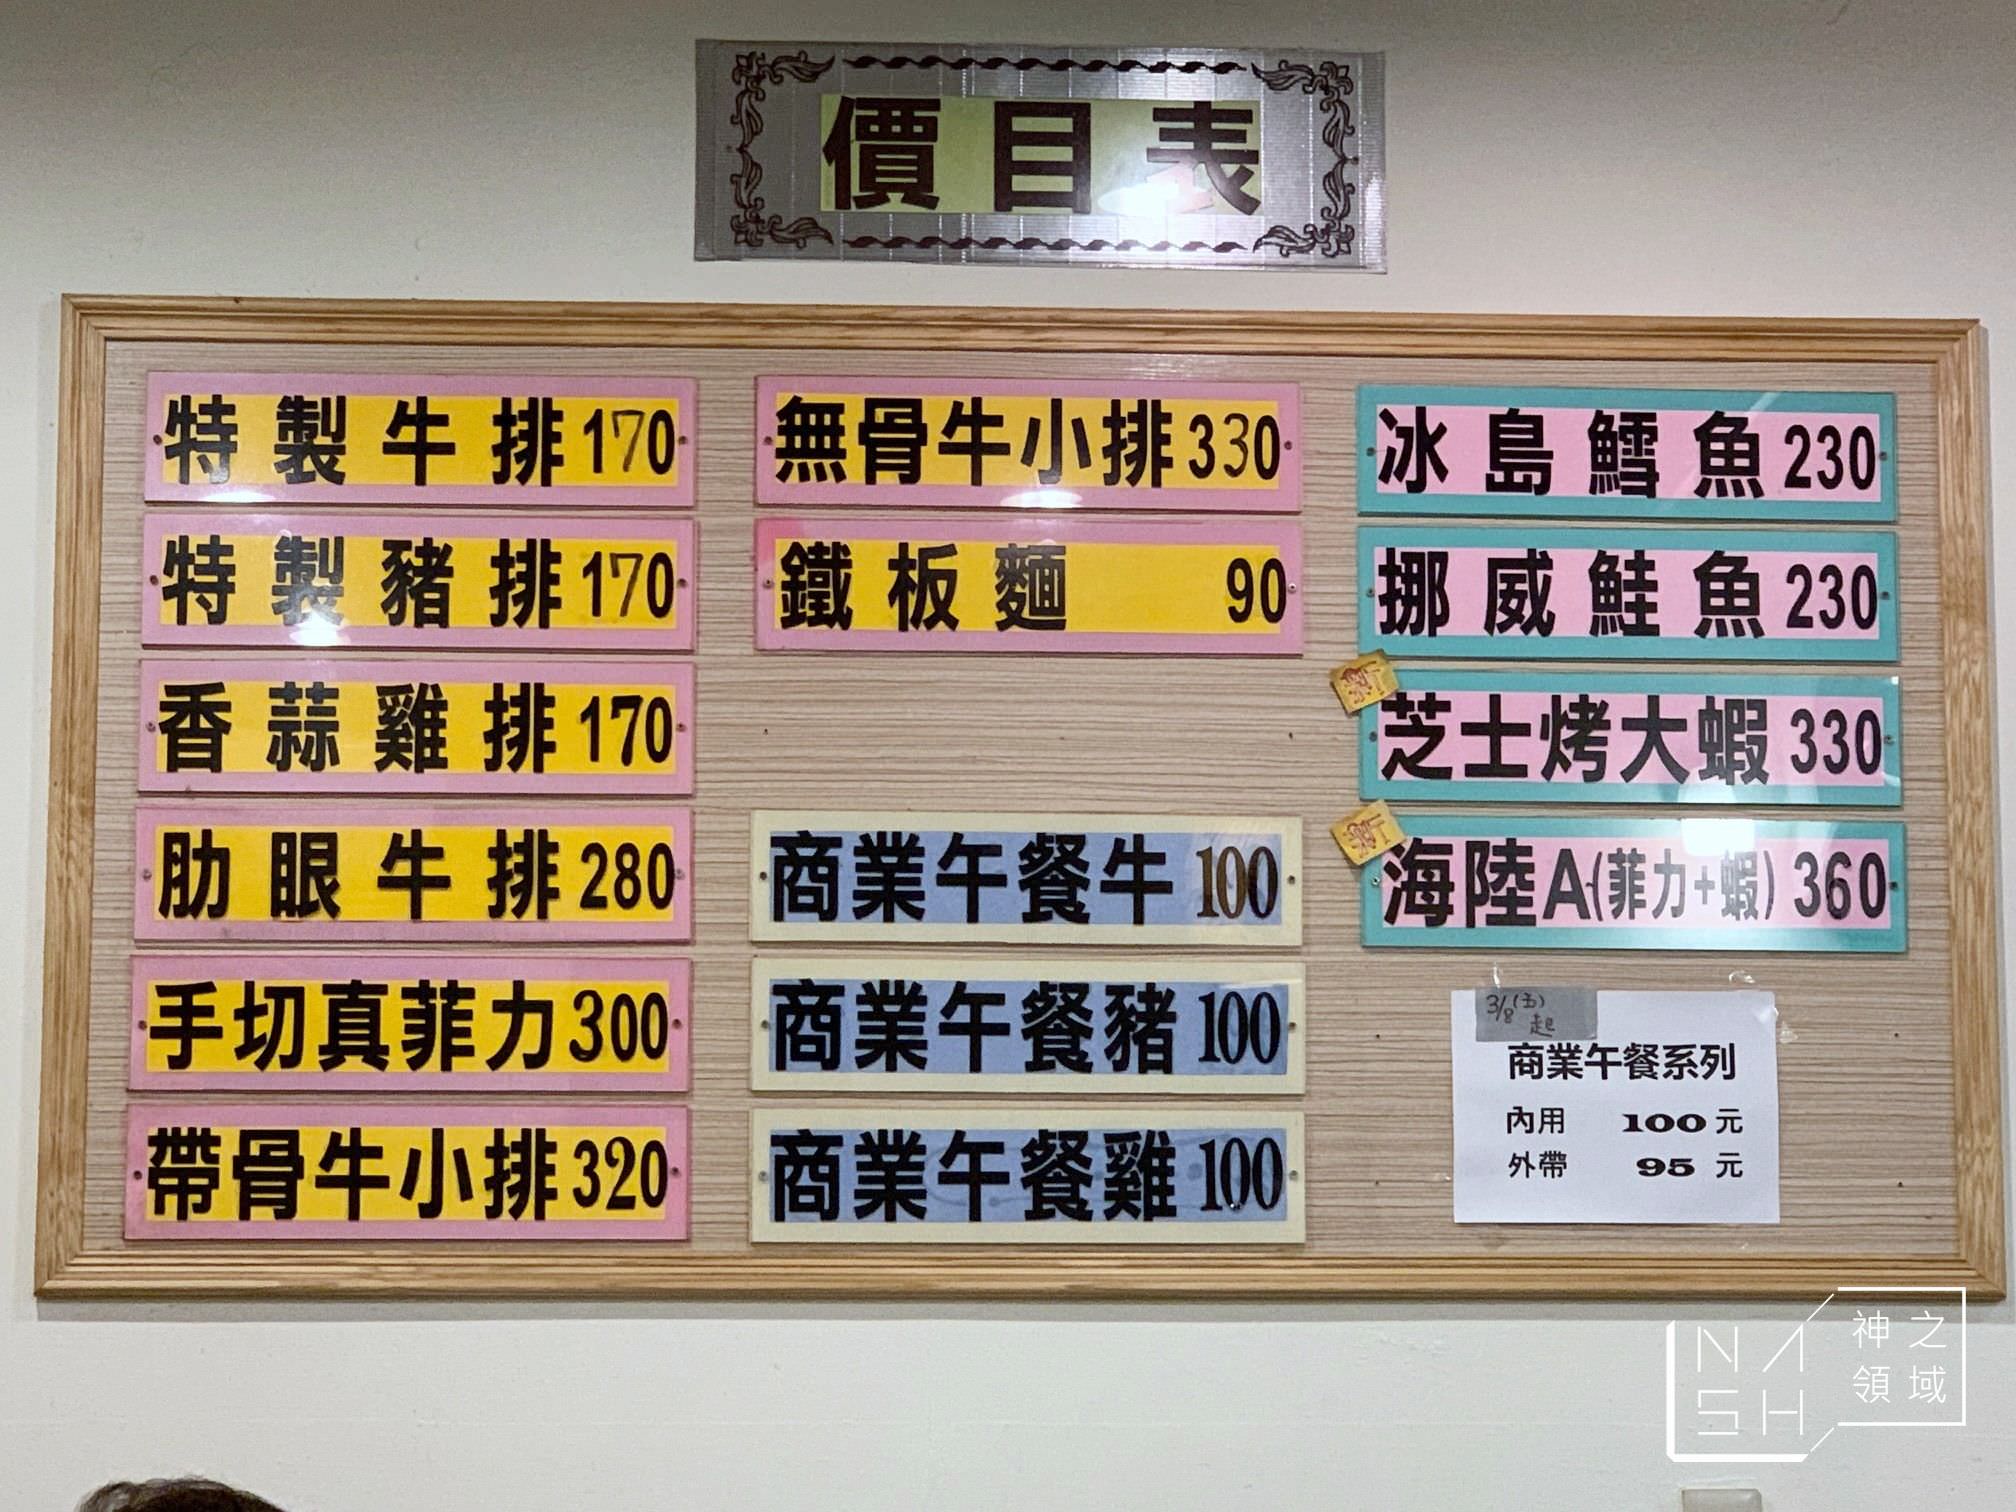 價目表
特製牛排170
特製豬排170
香蒜雞排170
肋眼牛排280
手切真菲力300
帶骨牛小排320
無骨牛小排330
鐵板麵 90
商業午餐牛100
商業午餐豬100
商業午餐雞100
冰島鱈魚230
挪威鮭魚230
芝士烤大蝦330
海陸A(菲力+蝦)360
3/8(五)
起
商業午餐系列
內用 100元
外帶 95元
NASH
神之
領域